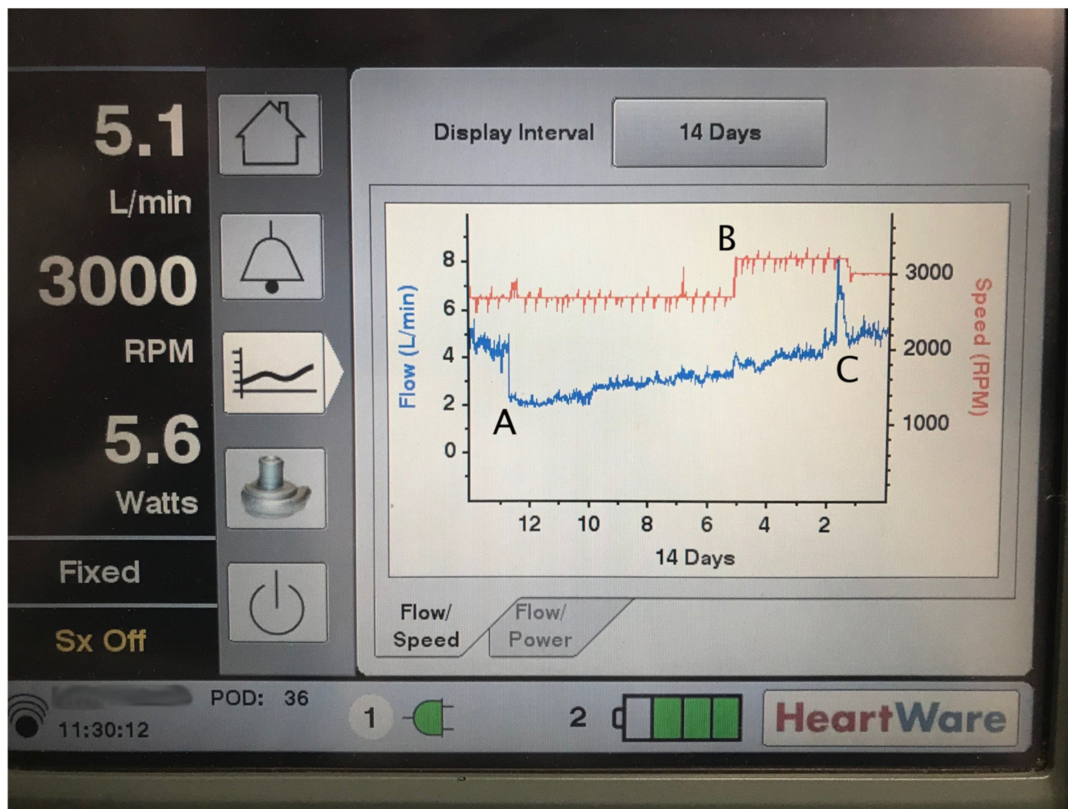 5.1
L/min
3000
RPM
5.6
Watts
Fixed
Sx Off
Display Interval 14 Days
B
8
6
4
2
0
Flow (L/min)
A
C
3000
2000
1000
Speed (RPM)
12 10 8 6 4 2
14 Days
Flow/
Speed
Flow/
Power
POD: 36
11:30:12
1
2
HeartWare